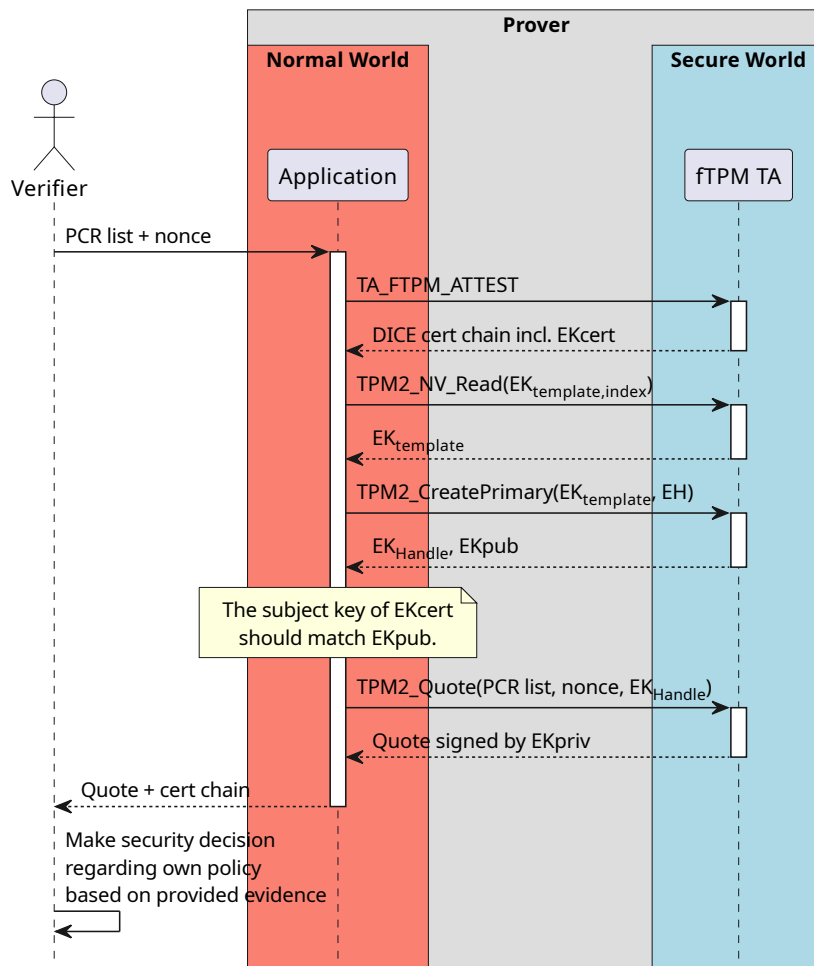 Prover
Normal World
Secure World
Verifier
Application
fTPM TA
PCR list + nonce
TA_FTPM_ATTEST
DICE cert chain incl. EKcert
TPM2_NV_Read(EKtemplate,index)
EKtemplate
TPM2_CreatePrimary(EKtemplate, EH)
EKHandle, EKpub
The subject key of EKcert
should match EKpub.
TPM2_Quote(PCR list, nonce, EKHandle)
Quote signed by EKpriv
Quote + cert chain
Make security decision
regarding own policy
based on provided evidence